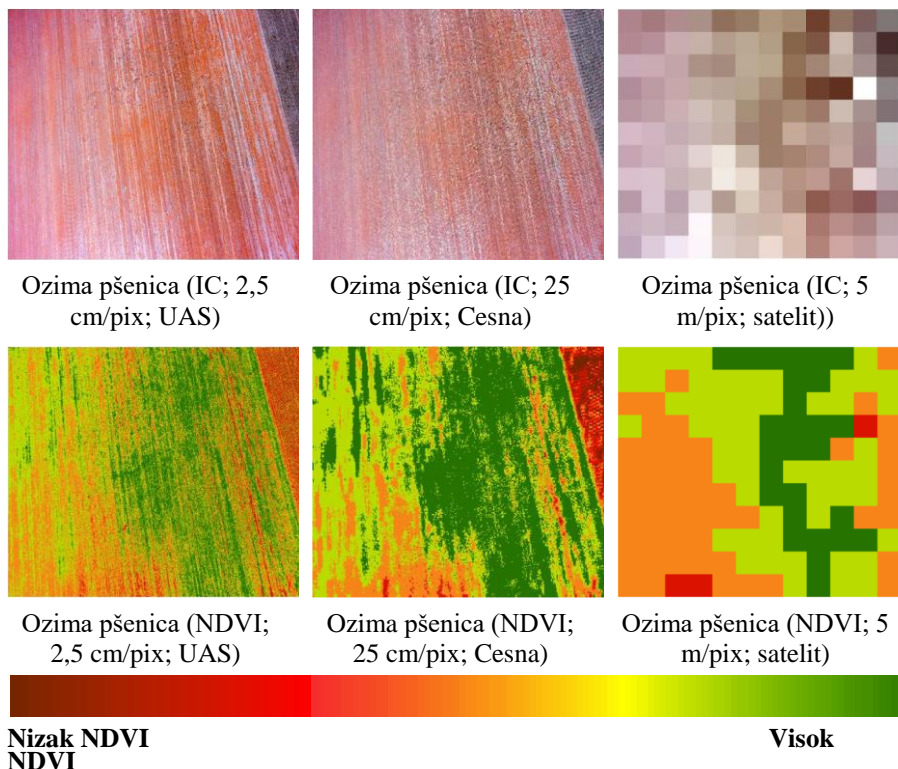 Ozima pšenica (IC; 2,5
cm/pix; UAS)
Ozima pšenica (IC; 25
cm/pix; Cesna)
Ozima pšenica (IC; 5
m/pix; satelit))
Ozima pšenica (NDVI;
2,5 cm/pix; UAS)
Ozima pšenica (NDVI;
25 cm/pix; Cesna)
Ozima pšenica (NDVI; 5
m/pix; satelit)
Nizak NDVI
Visok
NDVI